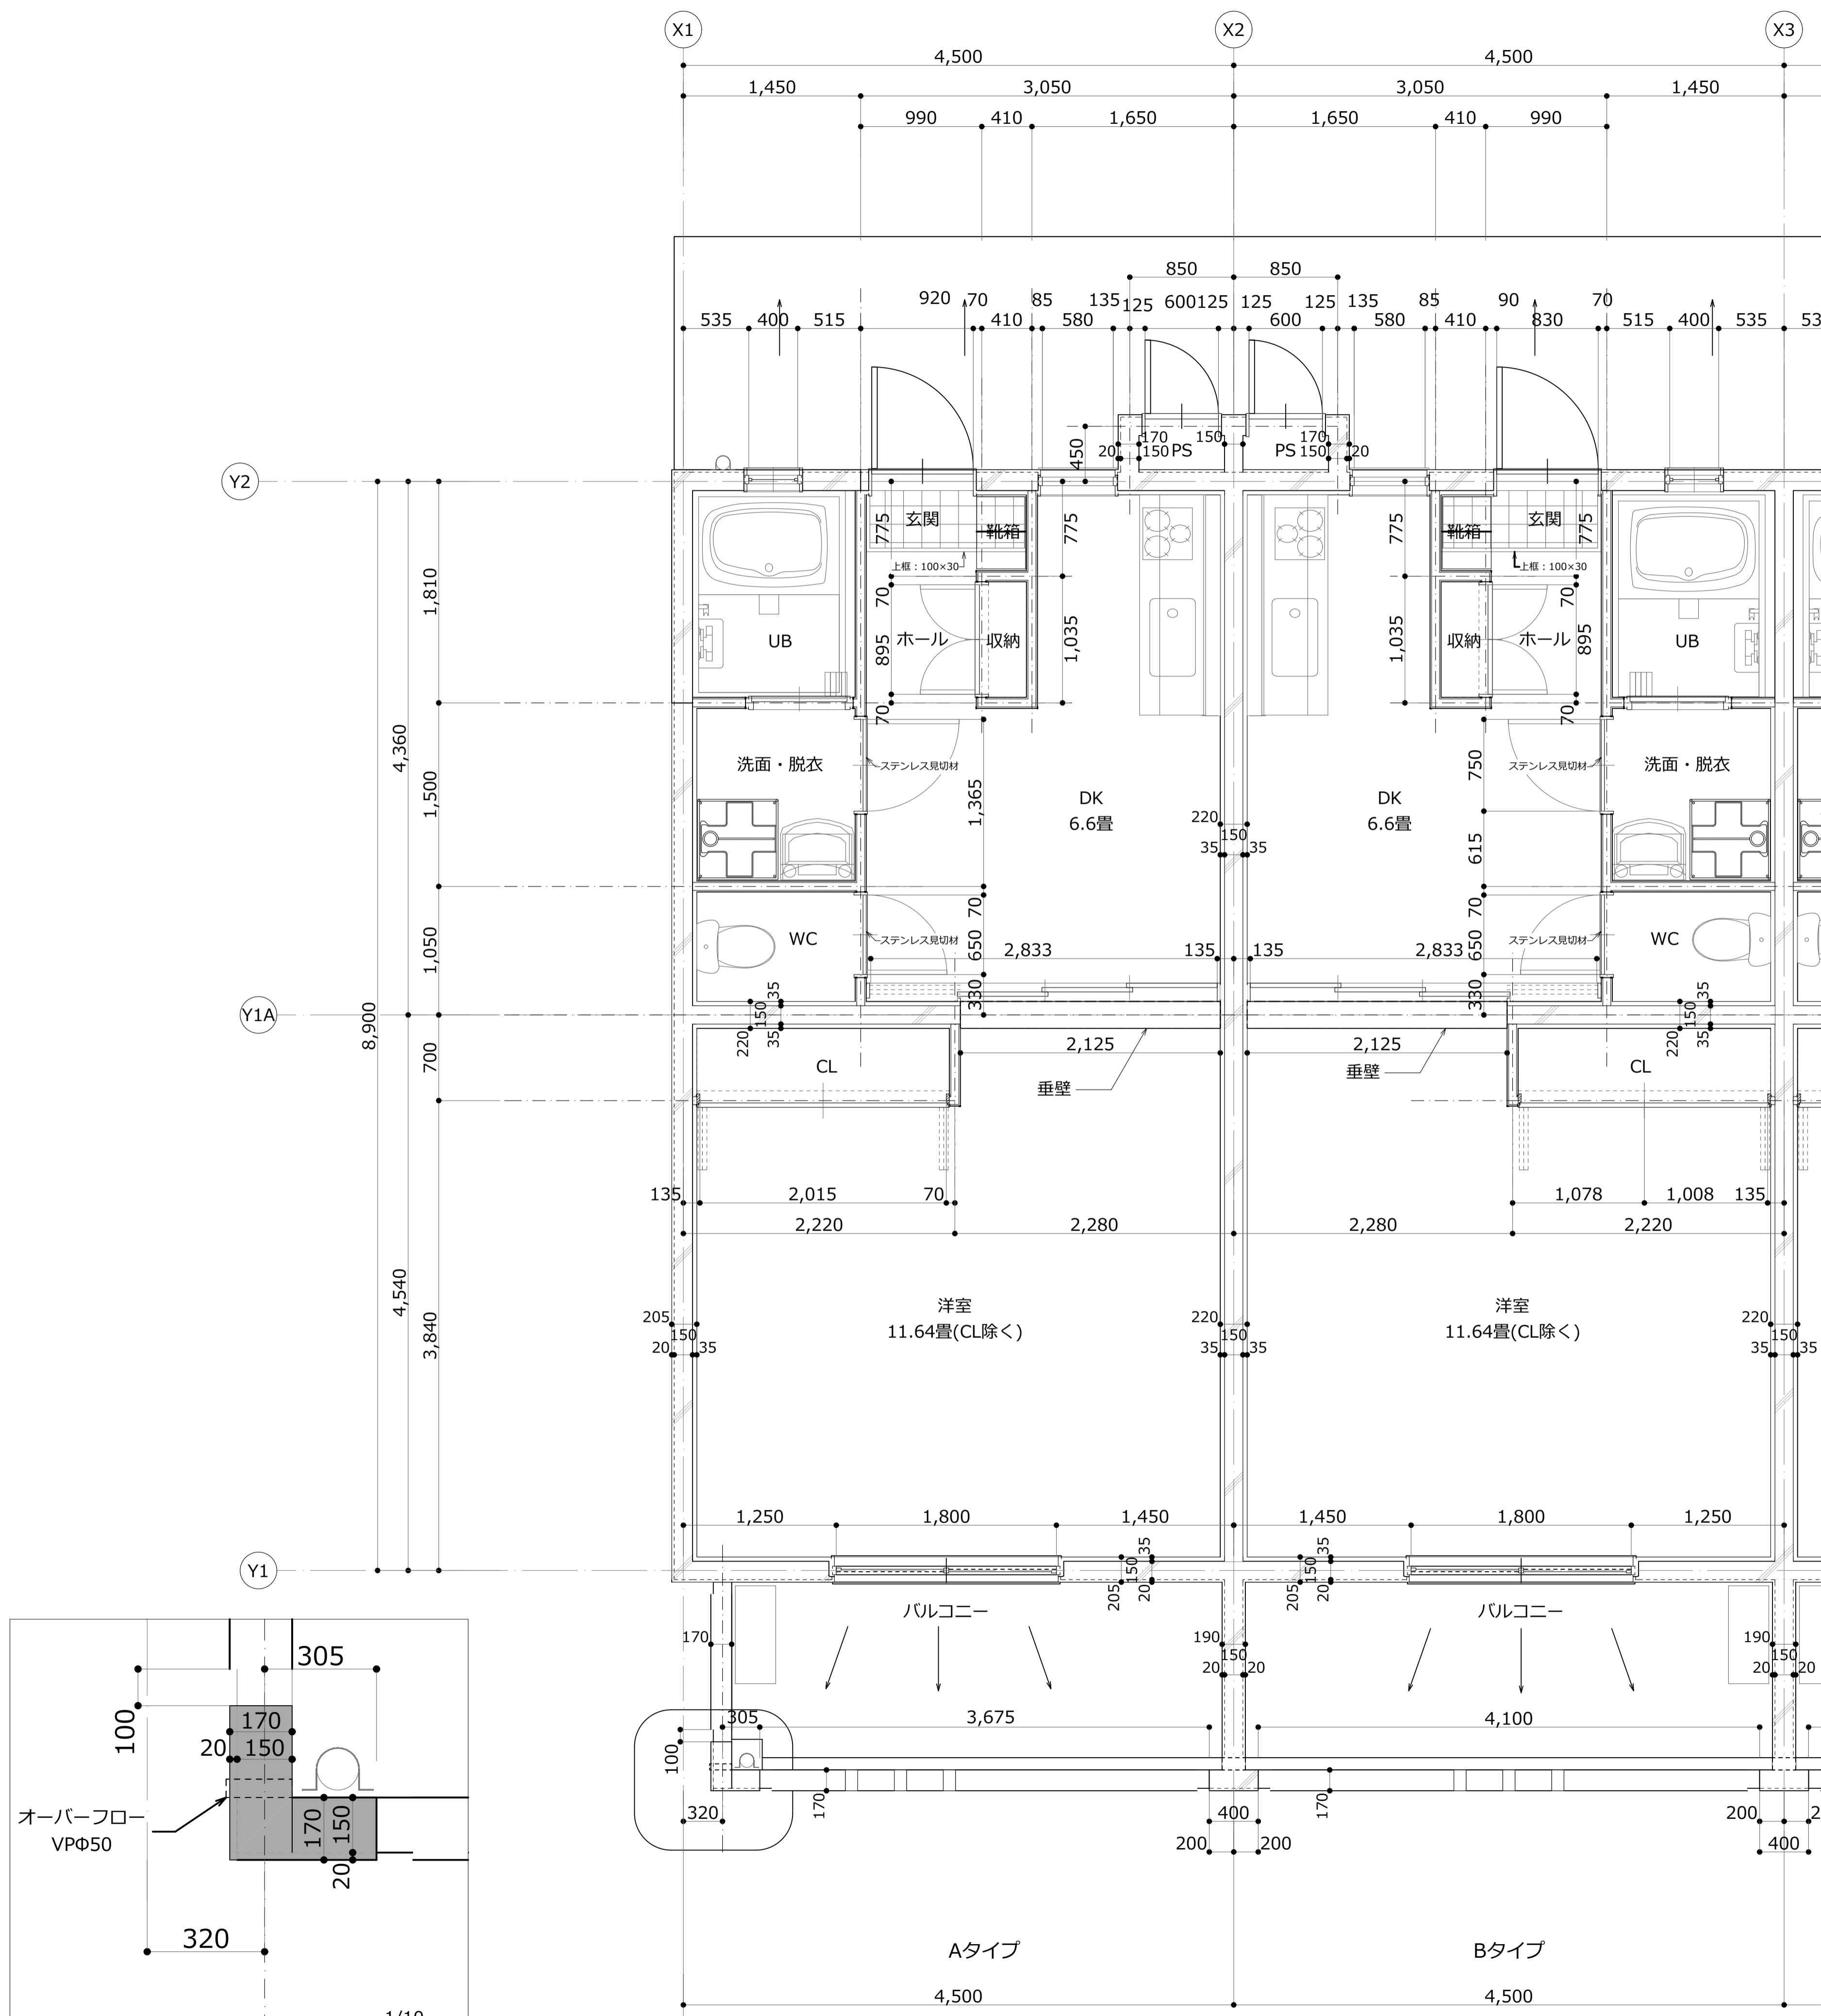 X1 X2 X3
4,500 4,500
1,450 3,050 3,050 1,450
990 410 1,650 1,650 410 990
850 850
920 70 85 135 125 600 125 125 125 135 85 90 70
535 400 515 410 580 600 580 410 830 515 400 535
170 150 170
20 150 PS PS 150 20
450
Y2
775 玄関 靴箱 775 775 靴箱 玄関 775
上框：100×30 上框：100×30
1,810
70 70
UB 895 ホール 収納 1,035 1,035 収納 ホール 895 UB
70 70
4,360
洗面・脱衣 ステンレス見切材 750 ステンレス見切材 洗面・脱衣
1,500
1,365 DK DK
6.6畳 6.6畳
220
150
35 35
615
70 70
WC ステンレス見切材 ステンレス見切材 WC
1,050
650 2,833 135 135 2,833 650
330 330
35 35
Y1A
150 150
8,900
220 35 220 35
700
2,125 2,125
CL CL
垂壁 垂壁
135 2,015 70 1,078 1,008 135
2,220 2,280 2,280 2,220
4,540
3,840
洋室 洋室
11.64畳(CL除く) 11.64畳(CL除く)
205 220 220
150 150 150
20 35 35 35 35 35
1,250 1,800 1,450 1,450 1,800 1,250
35 35
Y1
150 150
205 20 205 20
バルコニー バルコニー
170 190 190
150 150
20 20 20 20
305 3,675 4,100
100
170 170
320 400 200
200 200 400
305
100
170
20 150
オーバーフロー
VPΦ50
170 150
20
320
Aタイプ Bタイプ
4,500 4,500